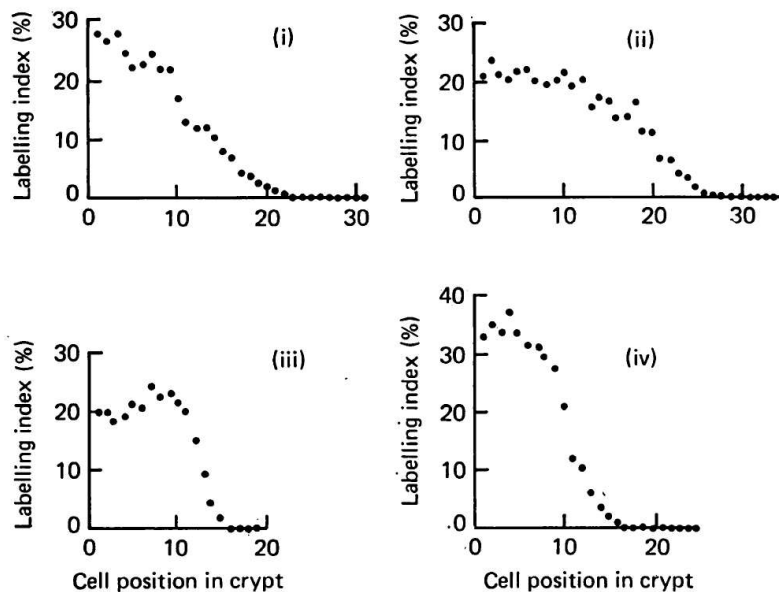 Labelling index (%)
30
20
10
0
0 10 20 30
(i)
Labelling index (%)
30
20
10
0
0 10 20 30
(ii)
Labelling index (%)
30
20
10
0
0 10 20
(iii)
Cell position in crypt
Labelling index (%)
40
30
20
10
0
0 10 20
(iv)
Cell position in crypt